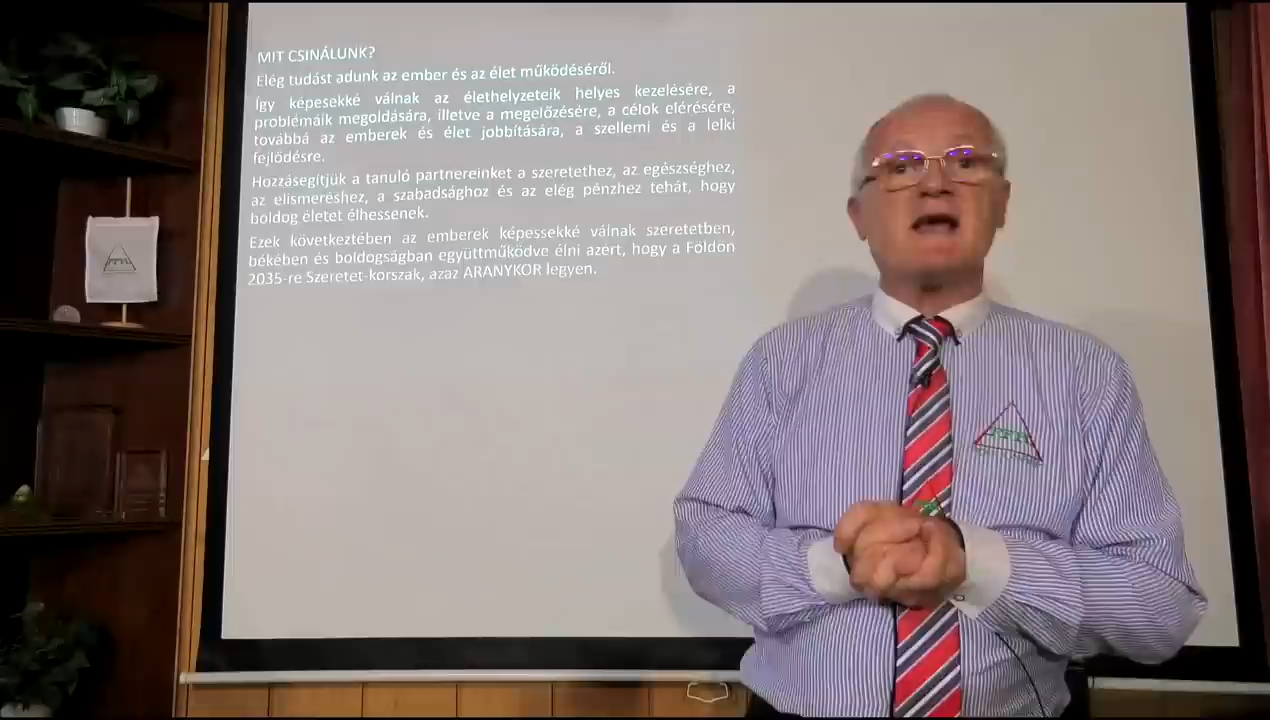 MIT CSINÁLUNK?
Elég tudást adunk az ember és az élet működéséről.
Így képesekké válnak az élethelyzeteik helyes kezelésére, a
problémáik megoldására, illetve a megelőzésére, a célok elérésére,
továbbá az emberek és élet jobbítására, a szellemi és a lelki
fejlődésre.
Hozzásegítjük a tanuló partnereinket a szeretethez, az egészséghez,
az elismeréshez, a szabadsághoz és az elég pénzhez tehát, hogy
boldog életet élhessenek.
Ezek következtében az emberek képessekké válnak szeretetben,
békében és boldogságban együttműködve élni azért, hogy a Földön
2035-re Szeretet-korszak, azaz ARANYKOR legyen.